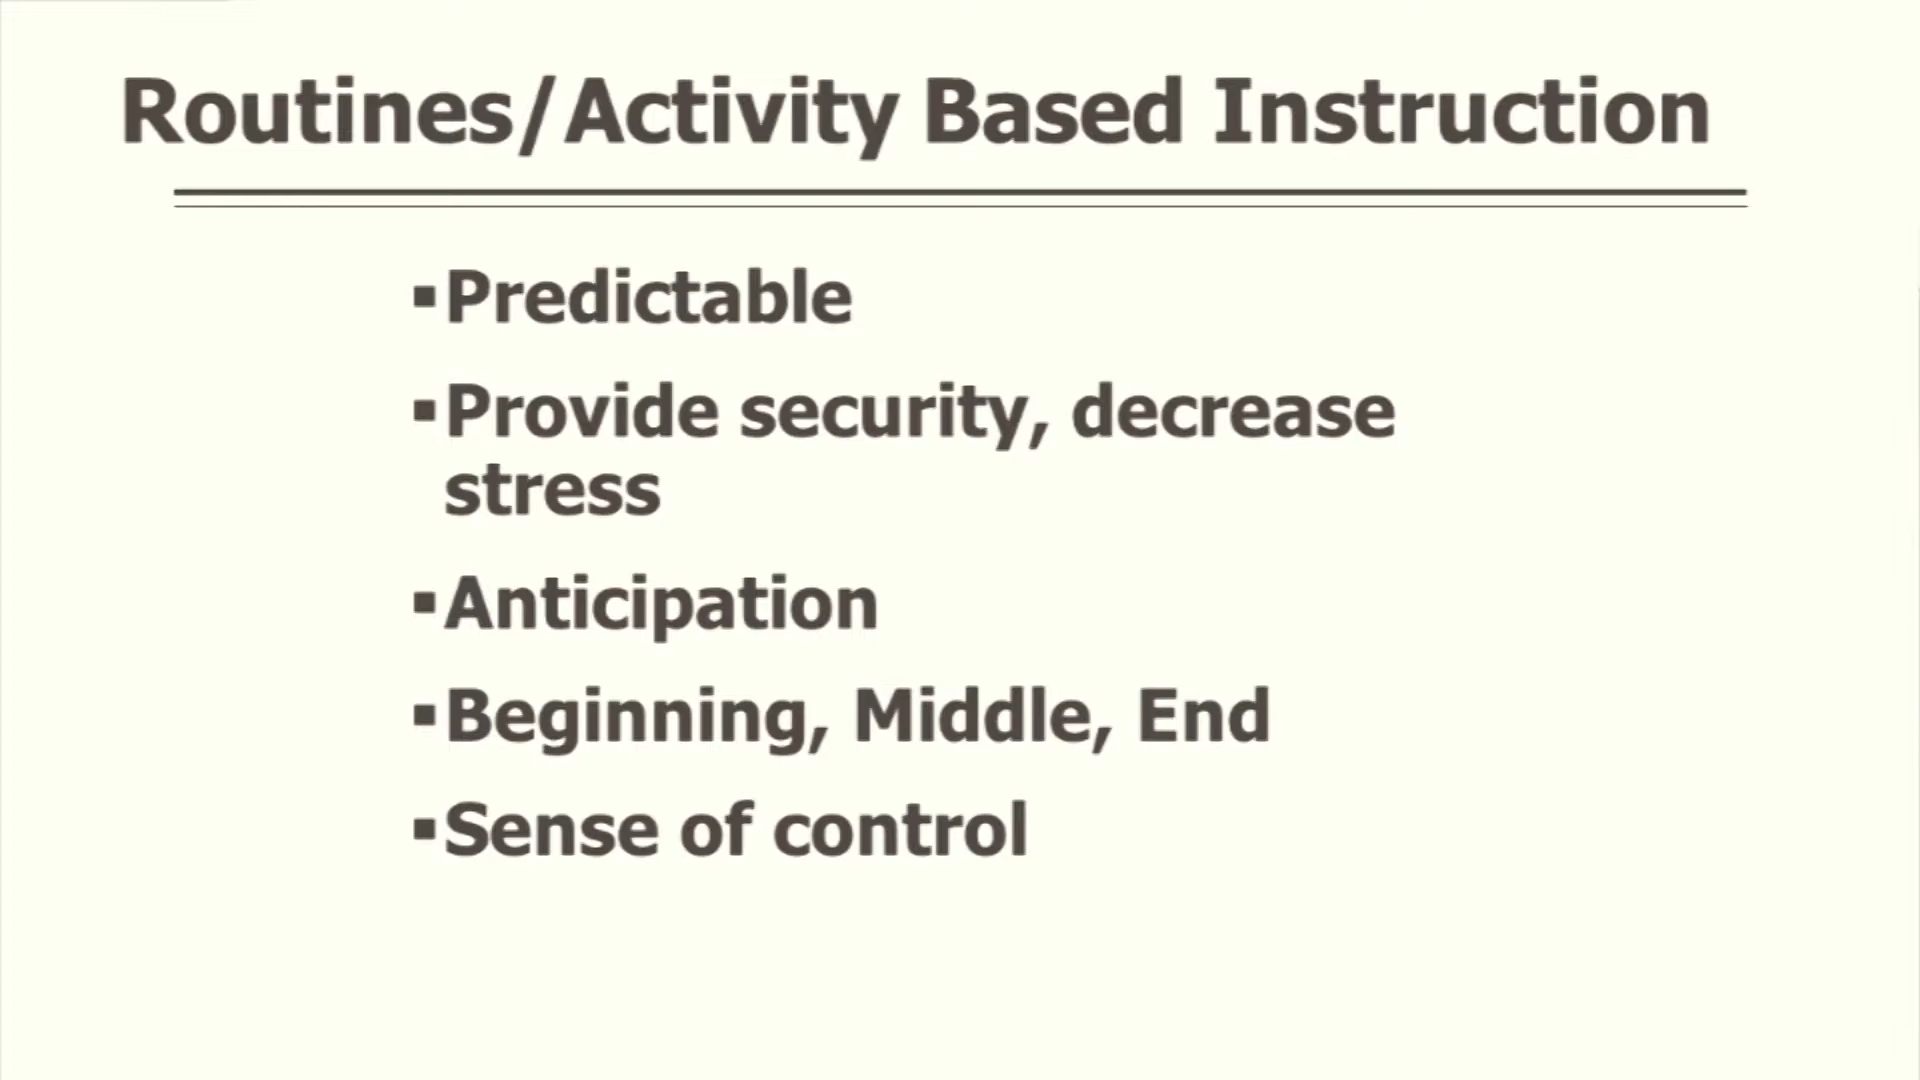 Routines/Activity Based Instruction
▪Predictable
▪Provide security, decrease
stress
▪Anticipation
▪Beginning, Middle, End
▪Sense of control